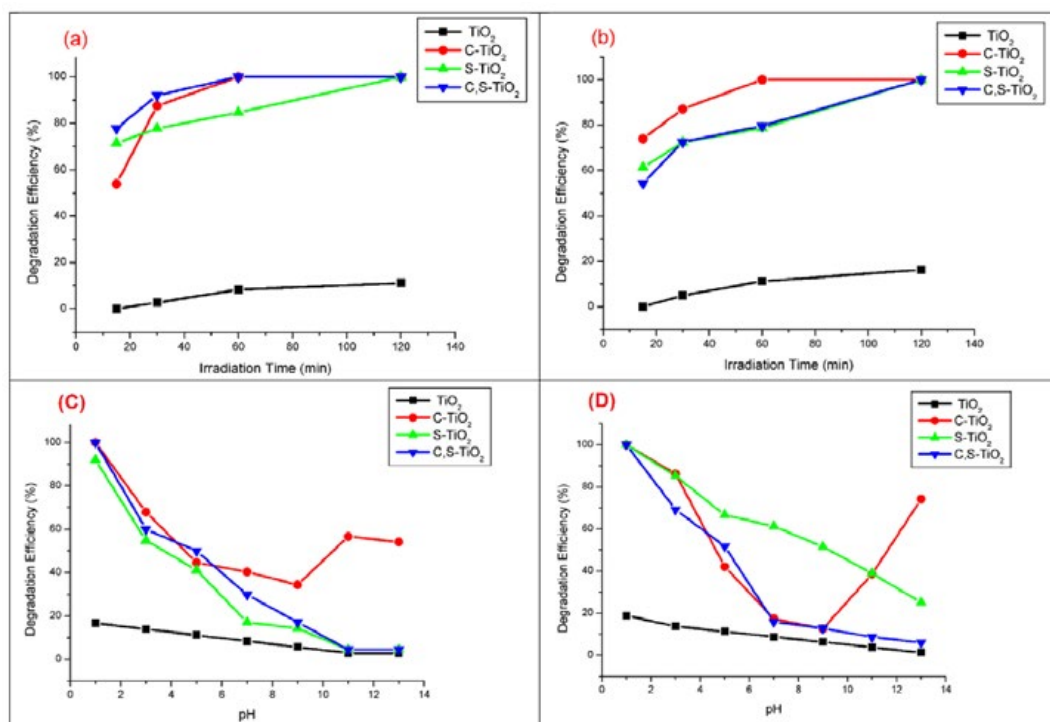 (a)
TiO2
C-TiO2
S-TiO2
C,S-TiO2
100
80
60
40
20
0
Degradation Efficiency (%)
0 20 40 60 80 100 120 140
Irradiation Time (min)
(b)
TiO2
C-TiO2
S-TiO2
C,S-TiO2
100
80
60
40
20
0
Degradation Efficiency (%)
0 20 40 60 80 100 120 140
Irradiation Time (min)
(C)
TiO2
C-TiO2
S-TiO2
C,S-TiO2
100
80
60
40
20
0
Degradation Efficiency (%)
0 2 4 6 8 10 12 14
pH
(D)
TiO2
C-TiO2
S-TiO2
C,S-TiO2
100
80
60
40
20
0
Degradation Efficiency (%)
0 2 4 6 8 10 12 14
pH